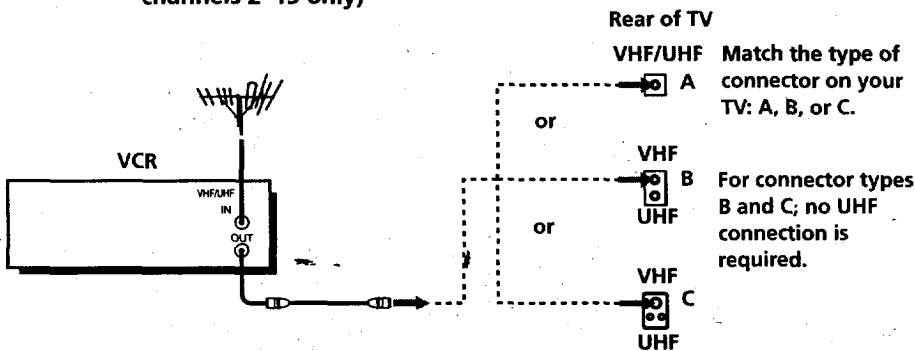 channels 2–13 only)
Rear of TV
VHF/UHF
A
Match the type of
connector on your
TV: A, B, or C.
or
VCR
VHF/UHF
IN
OUT
VHF
B
UHF
For connector types
B and C; no UHF
connection is
required.
or
VHF
C
UHF